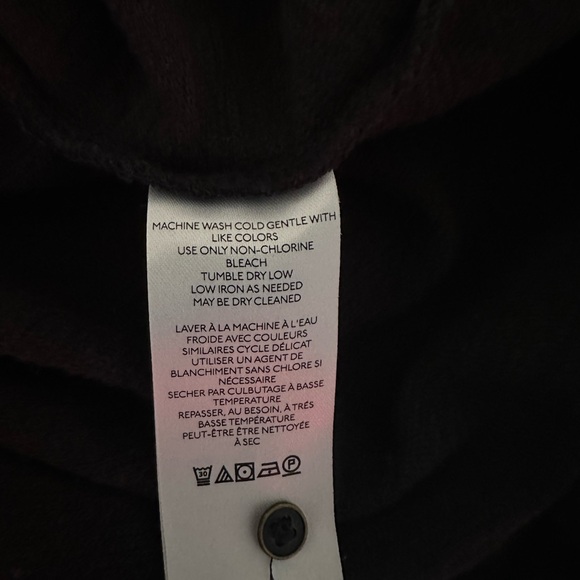 MACHINE WASH COLD GENTLE WITH
LIKE COLORS
USE ONLY NON-CHLORINE
BLEACH
TUMBLE DRY LOW
LOW IRON AS NEEDED
MAY BE DRY CLEANED
LAVER À LA MACHINE À L'EAU
FROIDE AVEC COULEURS
SIMILAIRES CYCLE DÉLICAT
UTILISER UN AGENT DE
BLANCHIMENT SANS CHLORE SI
NÉCESSAIRE
SECHER PAR CULBUTAGE À BASSE
TEMPERATURE
REPASSER, AU BESOIN, À TRÉS
BASSE TEMPÉRATURE
PEUT-ÊTRE ÊTRE NETTOYÉE
À SEC
30 P